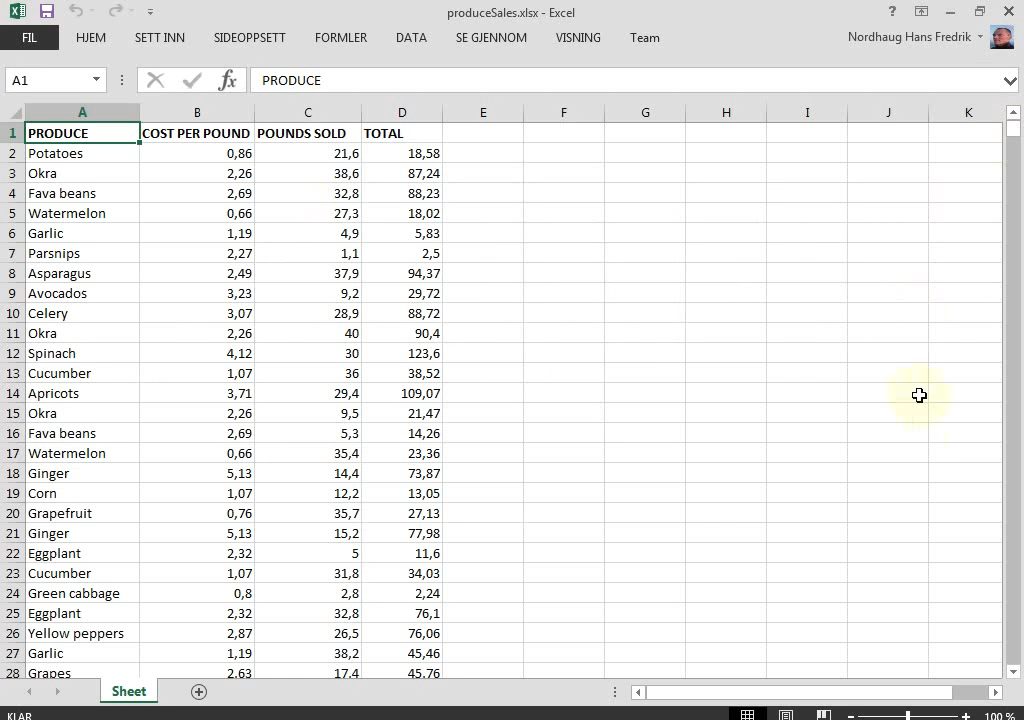 produceSales.xlsx - Excel
FIL HJEM SETT INN SIDEOPPSETT FORMLER DATA SE GJENNOM VISNING Team Nordhaug Hans Fredrik
A1 fx PRODUCE
A B C D E F G H I J K
1 PRODUCE COST PER POUND POUNDS SOLD TOTAL
2 Potatoes 0,86 21,6 18,58
3 Okra 2,26 38,6 87,24
4 Fava beans 2,69 32,8 88,23
5 Watermelon 0,66 27,3 18,02
6 Garlic 1,19 4,9 5,83
7 Parsnips 2,27 1,1 2,5
8 Asparagus 2,49 37,9 94,37
9 Avocados 3,23 9,2 29,72
10 Celery 3,07 28,9 88,72
11 Okra 2,26 40 90,4
12 Spinach 4,12 30 123,6
13 Cucumber 1,07 36 38,52
14 Apricots 3,71 29,4 109,07
15 Okra 2,26 9,5 21,47
16 Fava beans 2,69 5,3 14,26
17 Watermelon 0,66 35,4 23,36
18 Ginger 5,13 14,4 73,87
19 Corn 1,07 12,2 13,05
20 Grapefruit 0,76 35,7 27,13
21 Ginger 5,13 15,2 77,98
22 Eggplant 2,32 5 11,6
23 Cucumber 1,07 31,8 34,03
24 Green cabbage 0,8 2,8 2,24
25 Eggplant 2,32 32,8 76,1
26 Yellow peppers 2,87 26,5 76,06
27 Garlic 1,19 38,2 45,46
28 Grapes 2,63 17,4 45,76
Sheet
KLAR 100 %